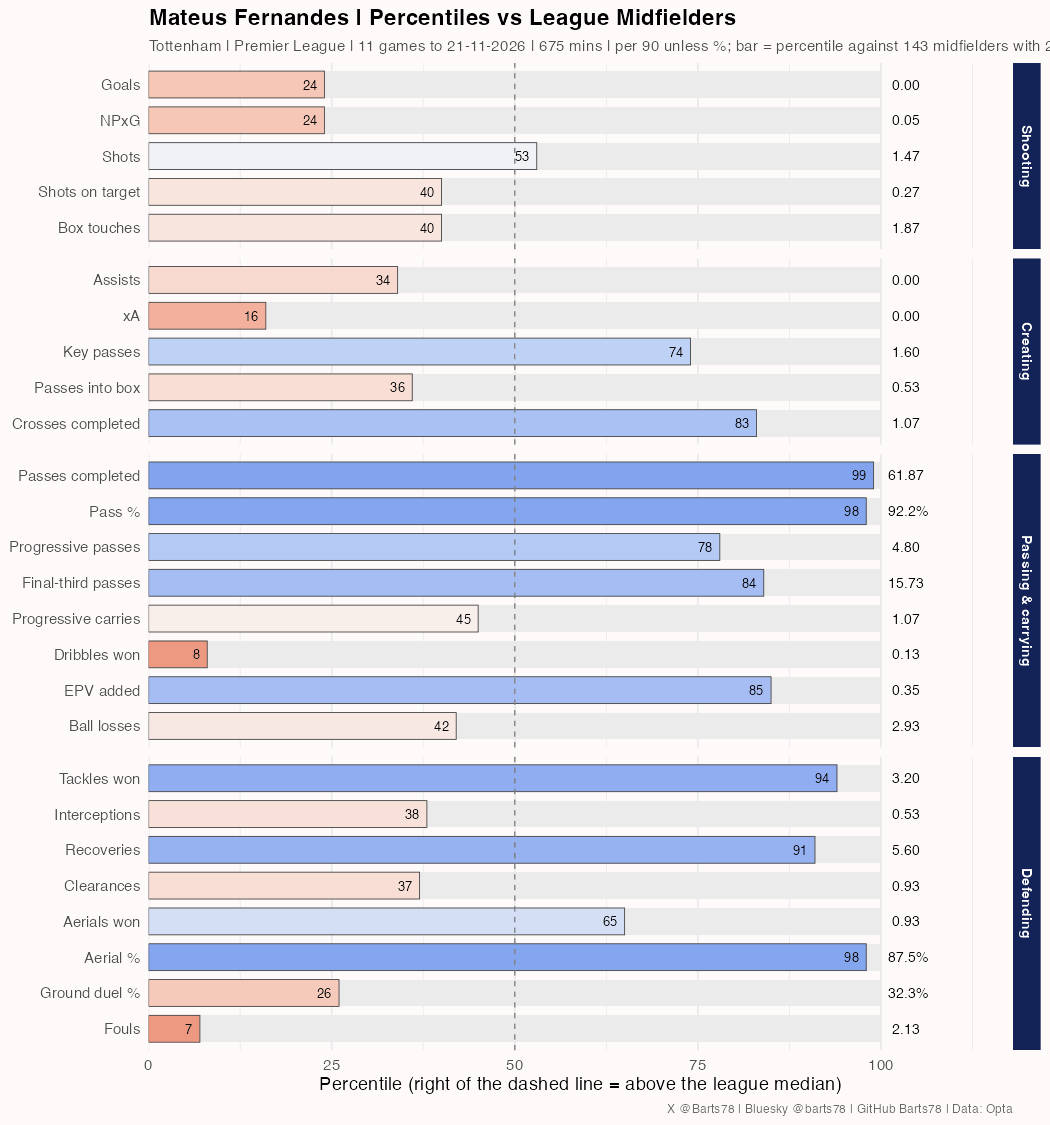 Mateus Fernandes | Percentiles vs League Midfielders
Tottenham | Premier League | 11 games to 21-11-2026 | 675 mins | per 90 unless %; bar = percentile against 143 midfielders with
Goals 24 0.00
NPxG 24 0.05
Shots 53 1.47
Shots on target 40 0.27
Box touches 40 1.87
Shooting
Assists 34 0.00
xA 16 0.00
Key passes 74 1.60
Passes into box 36 0.53
Crosses completed 83 1.07
Creating
Passes completed 99 61.87
Pass % 98 92.2%
Progressive passes 78 4.80
Final-third passes 84 15.73
Progressive carries 45 1.07
Dribbles won 8 0.13
EPV added 85 0.35
Ball losses 42 2.93
Passing & carrying
Tackles won 94 3.20
Interceptions 38 0.53
Recoveries 91 5.60
Clearances 37 0.93
Aerials won 65 0.93
Aerial % 98 87.5%
Ground duel % 26 32.3%
Fouls 7 2.13
Defending
0 25 50 75 100
Percentile (right of the dashed line = above the league median)
X @Barts78 | Bluesky @barts78 | GitHub Barts78 | Data: Opta